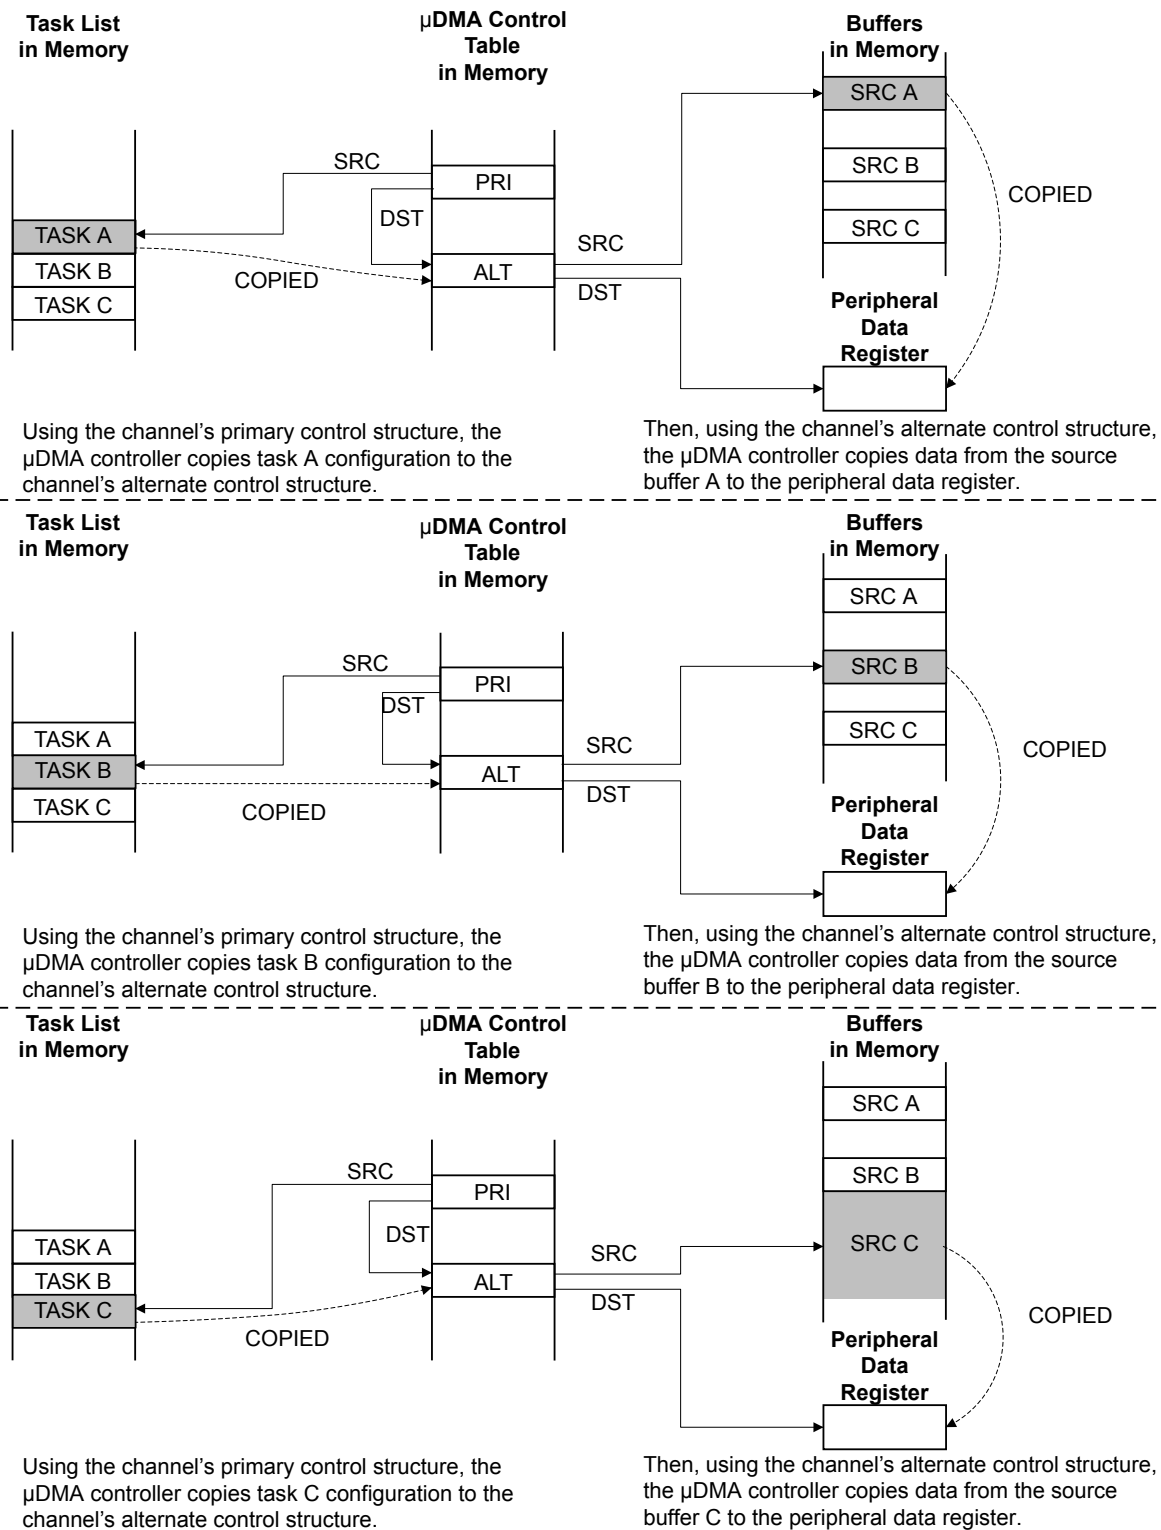 Task List
in Memory
µDMA Control
Table
in Memory
Buffers
in Memory
SRC A
SRC B
SRC C
SRC
PRI
DST
COPIED
TASK A
TASK B
TASK C
COPIED
ALT
SRC
DST
Peripheral
Data
Register
Using the channel's primary control structure, the
µDMA controller copies task A configuration to the
channel's alternate control structure.
Then, using the channel's alternate control structure,
the µDMA controller copies data from the source
buffer A to the peripheral data register.
Task List
in Memory
µDMA Control
Table
in Memory
Buffers
in Memory
SRC A
SRC B
SRC C
SRC
PRI
DST
COPIED
TASK A
TASK B
TASK C
COPIED
ALT
SRC
DST
Peripheral
Data
Register
Using the channel's primary control structure, the
µDMA controller copies task B configuration to the
channel's alternate control structure.
Then, using the channel's alternate control structure,
the µDMA controller copies data from the source
buffer B to the peripheral data register.
Task List
in Memory
µDMA Control
Table
in Memory
Buffers
in Memory
SRC A
SRC B
SRC C
SRC
PRI
DST
COPIED
TASK A
TASK B
TASK C
COPIED
ALT
SRC
DST
Peripheral
Data
Register
Using the channel's primary control structure, the
µDMA controller copies task C configuration to the
channel's alternate control structure.
Then, using the channel's alternate control structure,
the µDMA controller copies data from the source
buffer C to the peripheral data register.